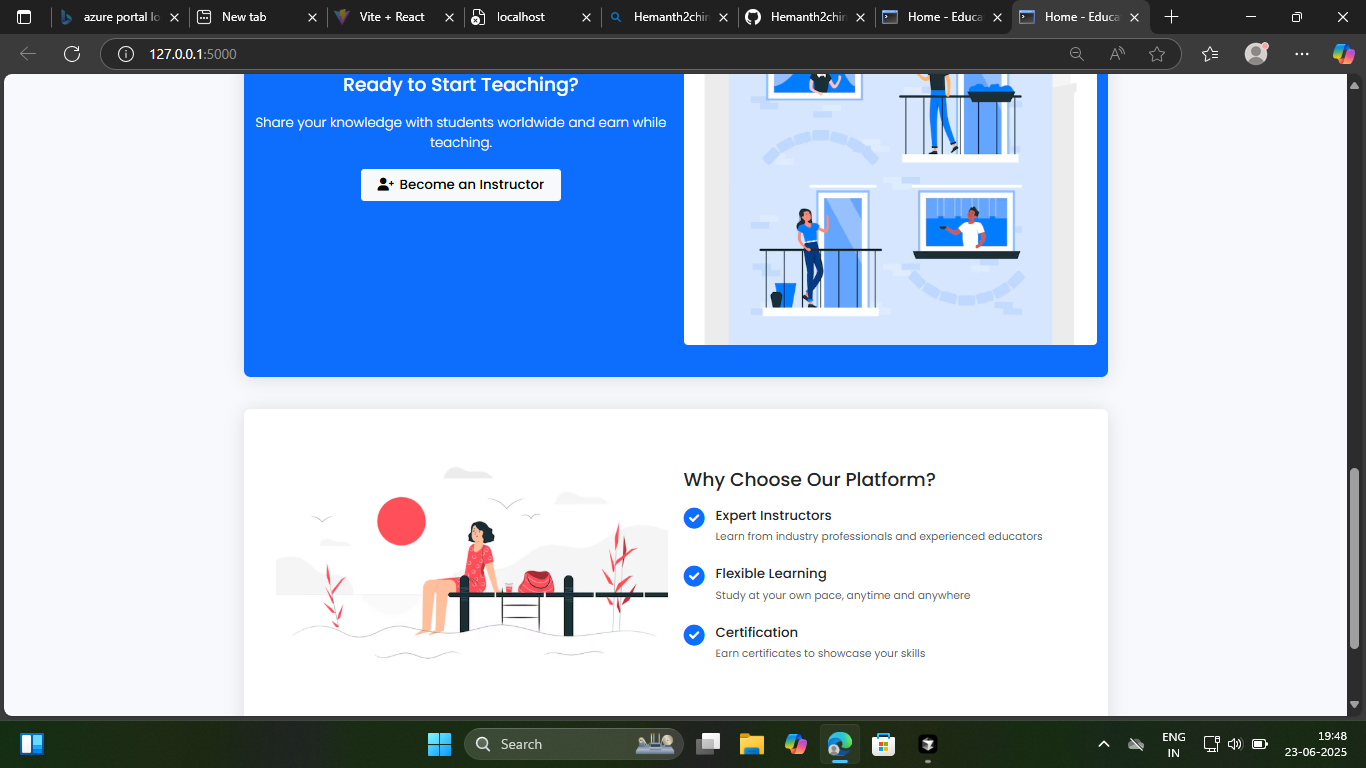 azure portal lo
New tab
Vite + React
localhost
Hemanth2chin
Hemanth2chin
Home - Educa
Home - Educa
127.0.0.1:5000
Ready to Start Teaching?
Share your knowledge with students worldwide and earn while
teaching.
Become an Instructor
Why Choose Our Platform?
Expert Instructors
Learn from industry professionals and experienced educators
Flexible Learning
Study at your own pace, anytime and anywhere
Certification
Earn certificates to showcase your skills
Search
ENG
IN
19:48
23-06-2025